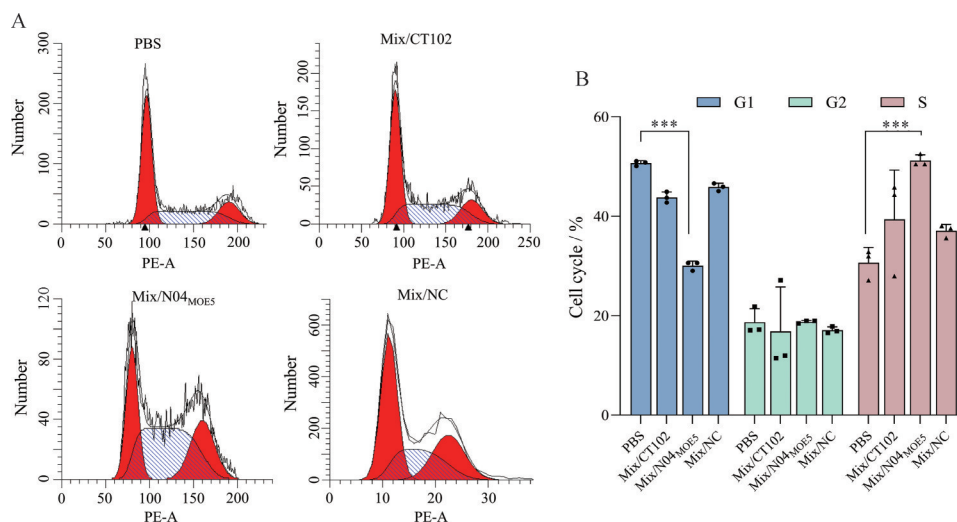 A
PBS
Number
300
200
100
0
0 50 100 150 200
PE-A
Mix/CT102
Number
200
150
100
50
0
0 50 100 150 200 250
PE-A
Mix/N04MOE5
Number
120
80
40
0
0 50 100 150 200
PE-A
Mix/NC
Number
600
400
200
0
0 10 20 30
PE-A
B
G1 G2 S
*** ***
Cell cycle / %
60
40
20
0
PBS
Mix/CT102
Mix/N04MOE5
Mix/NC
PBS
Mix/CT102
Mix/N04MOE5
Mix/NC
PBS
Mix/CT102
Mix/N04MOE5
Mix/NC